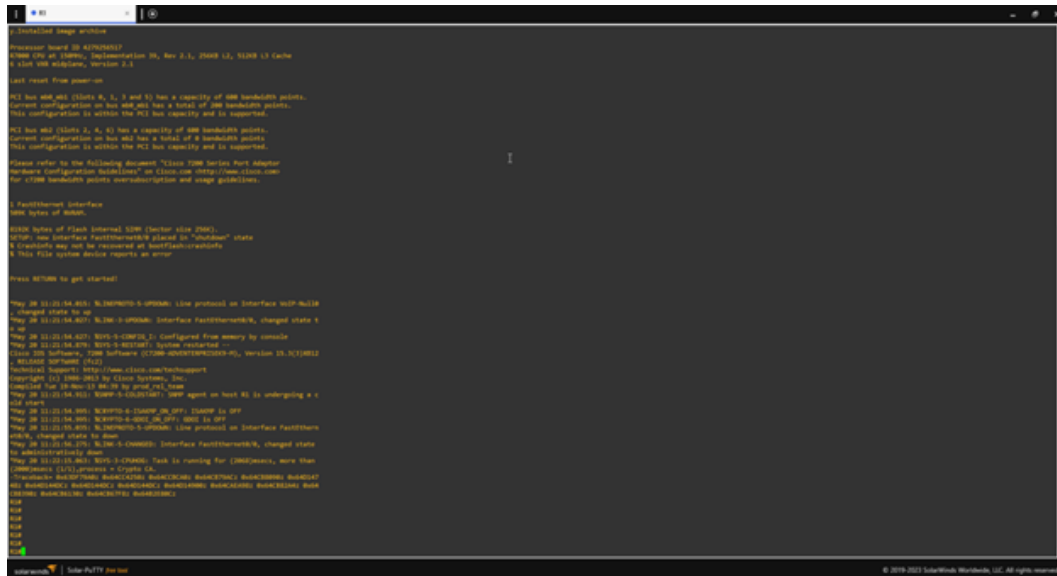 R1
y.Installed image archive
Processor board ID 4279256517
R7000 CPU at 150MHz, Implementation 39, Rev 2.1, 256KB L2, 512KB L3 Cache
6 slot VXR midplane, Version 2.1
Last reset from power-on
PCI bus mb0_mb1 (Slots 0, 1, 3 and 5) has a capacity of 600 bandwidth points.
Current configuration on bus mb0_mb1 has a total of 200 bandwidth points.
This configuration is within the PCI bus capacity and is supported.
PCI bus mb2 (Slots 2, 4, 6) has a capacity of 600 bandwidth points.
Current configuration on bus mb2 has a total of 0 bandwidth points
This configuration is within the PCI bus capacity and is supported.
Please refer to the following document "Cisco 7200 Series Port Adaptor
Hardware Configuration Guidelines" on Cisco.com <http://www.cisco.com>
for c7200 bandwidth points oversubscription and usage guidelines.
1 FastEthernet interface
509K bytes of NVRAM.
8192K bytes of Flash internal SIMM (Sector size 256K).
SETUP: new interface FastEthernet0/0 placed in "shutdown" state
% Crashinfo may not be recovered at bootflash:crashinfo
% This file system device reports an error
Press RETURN to get started!
*May 20 11:21:54.015: %LINEPROTO-5-UPDOWN: Line protocol on Interface VoIP-Null0
, changed state to up
*May 20 11:21:54.027: %LINK-3-UPDOWN: Interface FastEthernet0/0, changed state t
o up
*May 20 11:21:54.027: %SYS-5-CONFIG_I: Configured from memory by console
*May 20 11:21:54.879: %SYS-5-RESTART: System restarted --
Cisco IOS Software, 7200 Software (C7200-ADVENTERPRISEK9-M), Version
, RELEASE SOFTWARE (fc2)
Technical Support: http://www.cisco.com/techsupport
Copyright (c) 1986-2013 by Cisco Systems, Inc.
Compiled Tue 19-Nov-13 04:39 by prod_rel_team
*May 20 11:21:54.911: %SNMP-5-COLDSTART: SNMP agent on host R1 is undergoing a c
old start
*May 20 11:21:54.995: %CRYPTO-6-ISAKMP_ON_OFF: ISAKMP is OFF
*May 20 11:21:54.995: %CRYPTO-6-GDOI_ON_OFF: GDOI is OFF
*May 20 11:21:55.035: %LINEPROTO-5-UPDOWN: Line protocol on Interface FastEthern
et0/0, changed state to down
*May 20 11:21:56.275: %LINK-5-CHANGED: Interface FastEthernet0/0, changed state
to administratively down
*May 20 11:22:15.063: %SYS-3-CPUHOG: Task is running for (2068)msecs, more than
(2000)msecs (1/1),process = Crypto CA.
-Traceback=
R1#
R1#
R1#
R1#
R1#
R1#
solarwinds | Solar-PuTTY free tool
© 2019-2023 SolarWinds Worldwide, LLC. All rights reserved